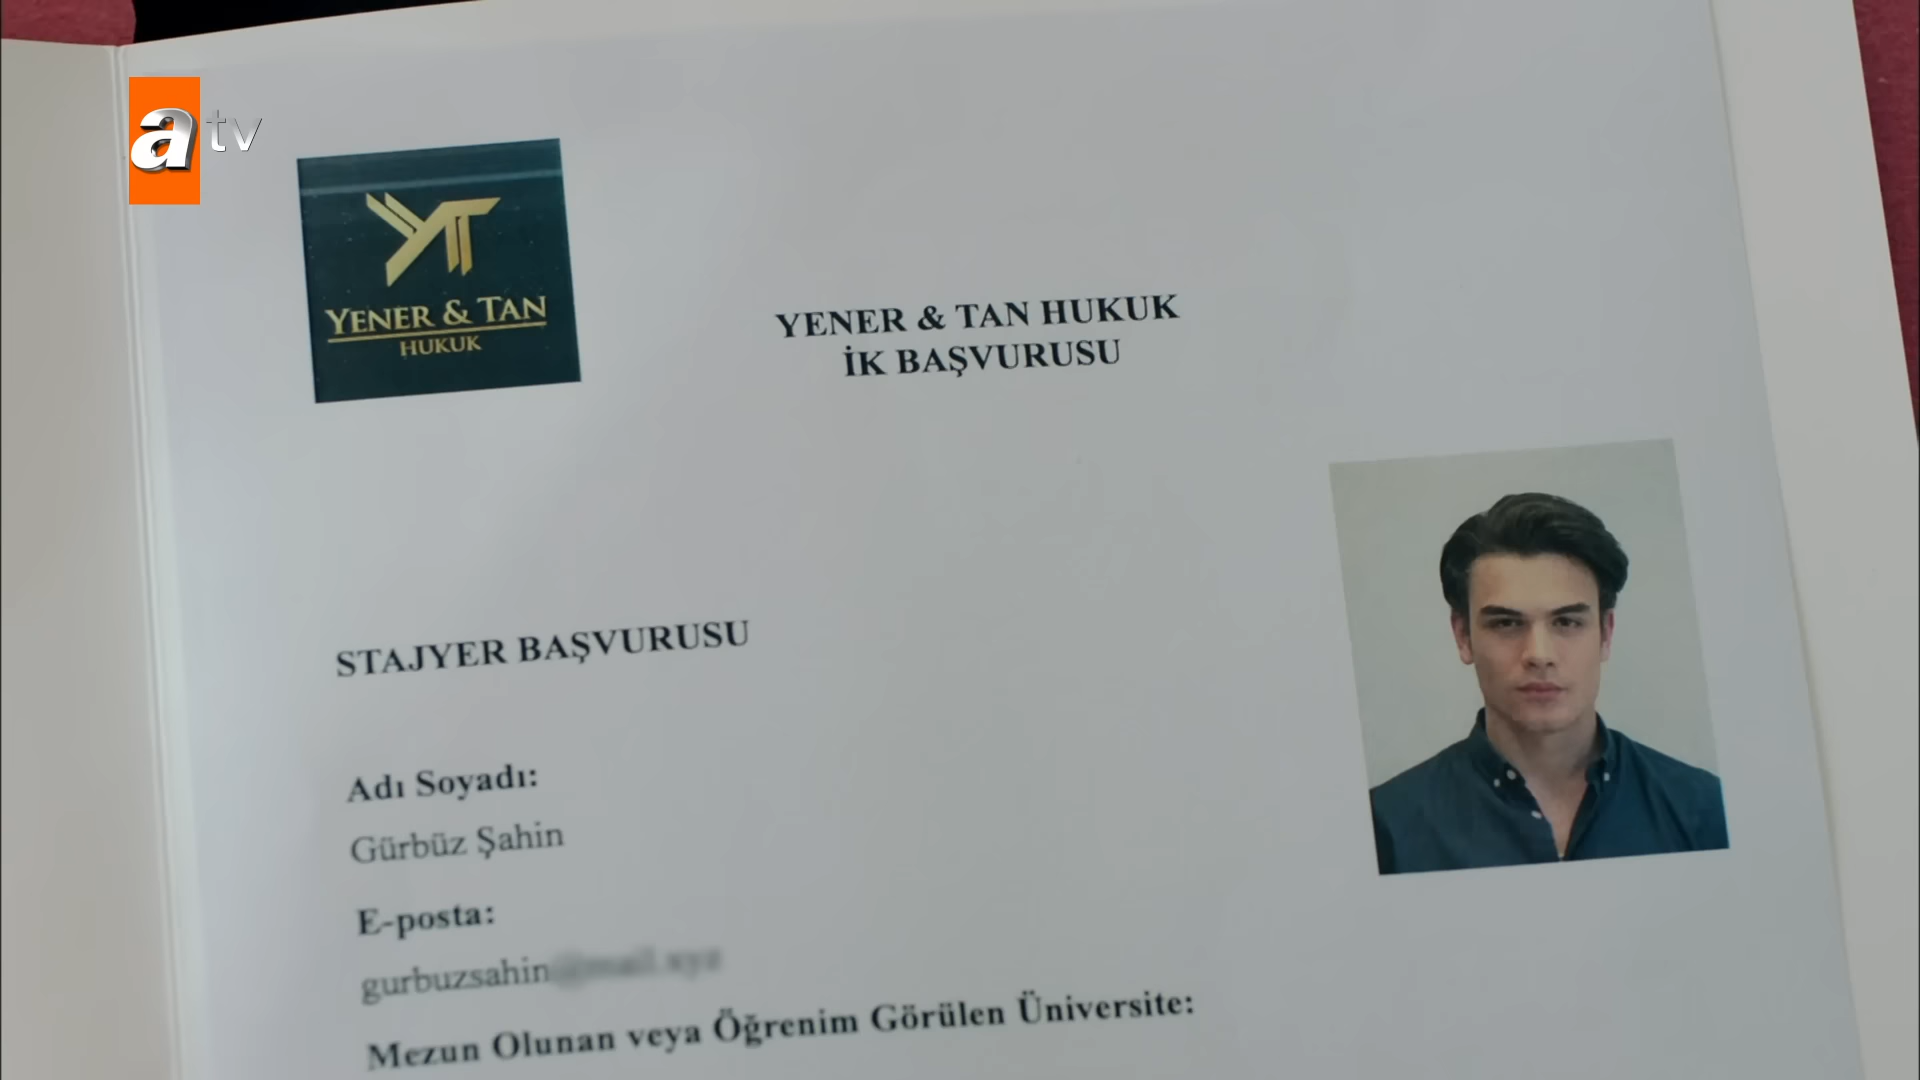 atv
YT
YENER & TAN
HUKUK
YENER & TAN HUKUK
İK BAŞVURUSU
STAJYER BAŞVURUSU
Adı Soyadı:
Gürbüz Şahin
E-posta:
gurbuzsahin
Mezun Olunan veya Öğrenim Görülen Üniversite: